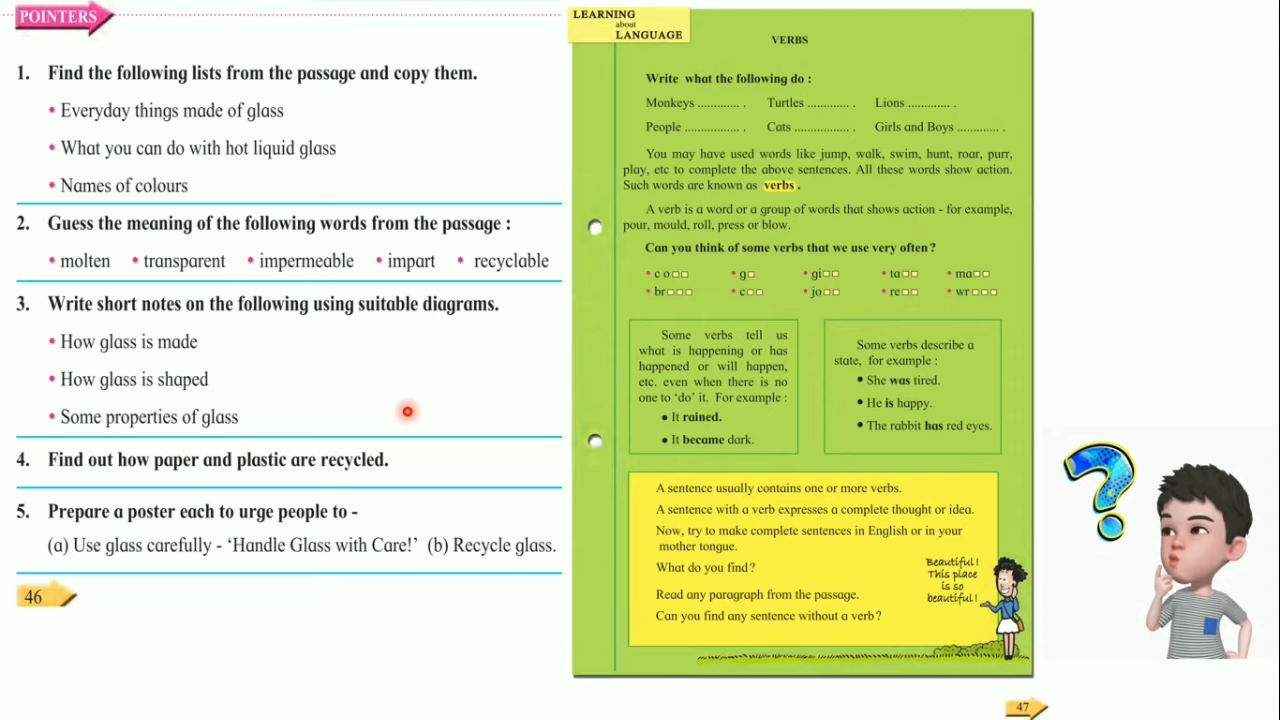 POINTERS
1. Find the following lists from the passage and copy them.
• Everyday things made of glass
• What you can do with hot liquid glass
• Names of colours
2. Guess the meaning of the following words from the passage :
• molten • transparent • impermeable • impart • recyclable
3. Write short notes on the following using suitable diagrams.
• How glass is made
• How glass is shaped
• Some properties of glass
4. Find out how paper and plastic are recycled.
5. Prepare a poster each to urge people to -
(a) Use glass carefully - ‘Handle Glass with Care!’ (b) Recycle glass.
46
LEARNING
about
LANGUAGE
VERBS
Write what the following do :
Monkeys ............. . Turtles ............. . Lions ............. .
People ................. . Cats ................. . Girls and Boys ............. .
You may have used words like jump, walk, swim, hunt, roar, purr,
play, etc to complete the above sentences. All these words show action.
Such words are known as verbs .
A verb is a word or a group of words that shows action - for example,
pour, mould, roll, press or blow.
Can you think of some verbs that we use very often ?
• c o□□ • g□ • gi□□ • ta□□ • ma□□
• br□□□ • e□□ • jo□□ • re□□ • wr□□□
Some verbs tell us
what is happening or has
happened or will happen,
etc. even when there is no
one to ‘do’ it. For example :
• It rained.
• It became dark.
Some verbs describe a
state, for example :
• She was tired.
• He is happy.
• The rabbit has red eyes.
A sentence usually contains one or more verbs.
A sentence with a verb expresses a complete thought or idea.
Now, try to make complete sentences in English or in your
mother tongue.
What do you find ?
Read any paragraph from the passage.
Can you find any sentence without a verb ?
Beautiful !
This place
is so
beautiful !
47
?